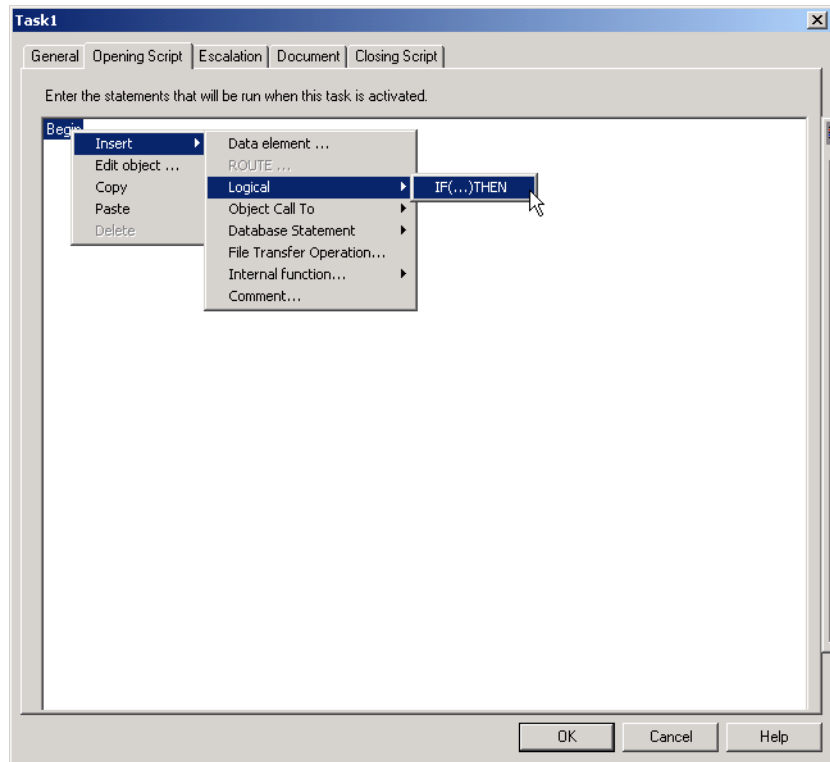 Task1
General Opening Script Escalation Document Closing Script
Enter the statements that will be run when this task is activated.
Begin
Insert
Edit object ...
Copy
Paste
Delete
Data element ...
ROUTE ...
Logical
Object Call To
Database Statement
File Transfer Operation...
Internal function...
Comment...
IF(...)THEN
OK Cancel Help